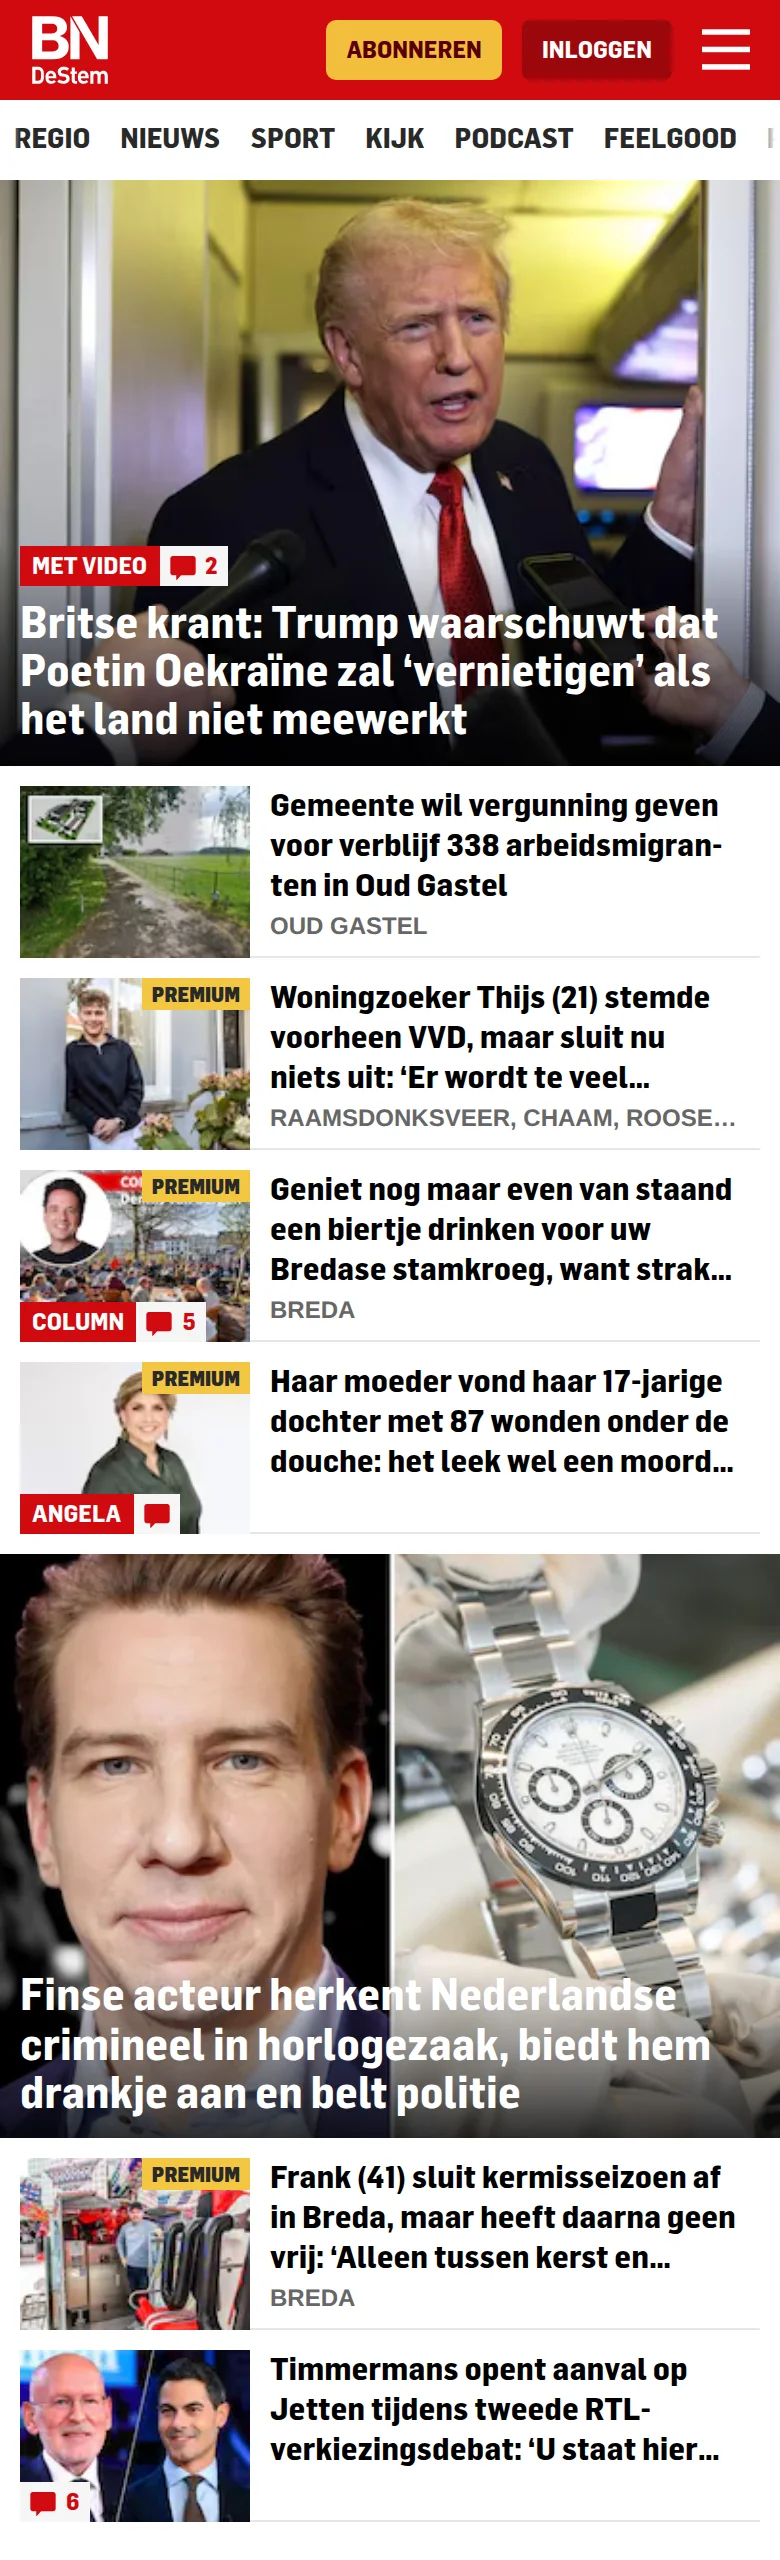 BN
DeStem
ABONNEREN
INLOGGEN
REGIO NIEUWS SPORT KIJK PODCAST FEELGOOD
MET VIDEO 2
Britse krant: Trump waarschuwt dat
Poetin Oekraïne zal ‘vernietigen’ als
het land niet meewerkt
Gemeente wil vergunning geven
voor verblijf 338 arbeidsmigran-
ten in Oud Gastel
OUD GASTEL
PREMIUM
Woningzoeker Thijs (21) stemde
voorheen VVD, maar sluit nu
niets uit: ‘Er wordt te veel...
RAAMSDONKSVEER, CHAAM, ROOSE...
PREMIUM
COLUMN 5
Geniet nog maar even van staand
een biertje drinken voor uw
Bredase stamkroeg, want strak...
BREDA
PREMIUM
ANGELA
Haar moeder vond haar 17-jarige
dochter met 87 wonden onder de
douche: het leek wel een moord...
Finse acteur herkent Nederlandse
crimineel in horlogezaak, biedt hem
drankje aan en belt politie
PREMIUM
Frank (41) sluit kermisseizoen af
in Breda, maar heeft daarna geen
vrij: ‘Alleen tussen kerst en...
BREDA
6
Timmermans opent aanval op
Jetten tijdens tweede RTL-
verkiezingsdebat: ‘U staat hier...